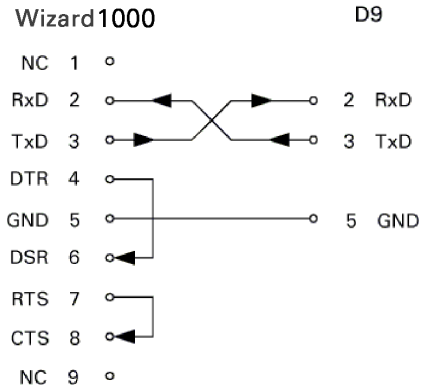 Wizard1000 D9
NC 1
RxD 2 2 RxD
TxD 3 3 TxD
DTR 4
GND 5 5 GND
DSR 6
RTS 7
CTS 8
NC 9